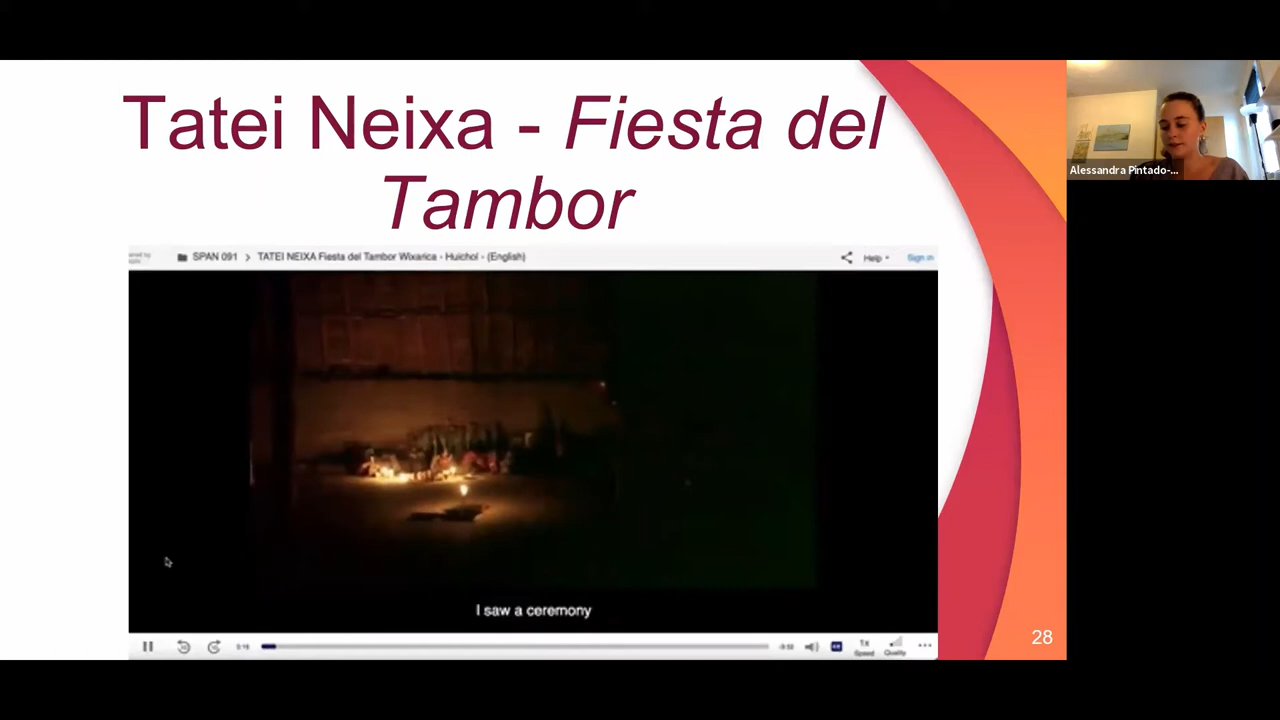 Tatei Neixa - Fiesta del
Tambor
SPAN 091 > TATEI NEIXA Fiesta del Tambor Wixarica - Huichol - (English)
Help
Sign in
I saw a ceremony
1x
Speed
Quality
28
Alessandra Pintado-...